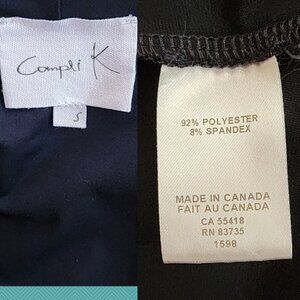 Compli K
S
92% POLYESTER
8% SPANDEX
MADE IN CANADA
FAIT AU CANADA
CA 55418
RN 83735
1598